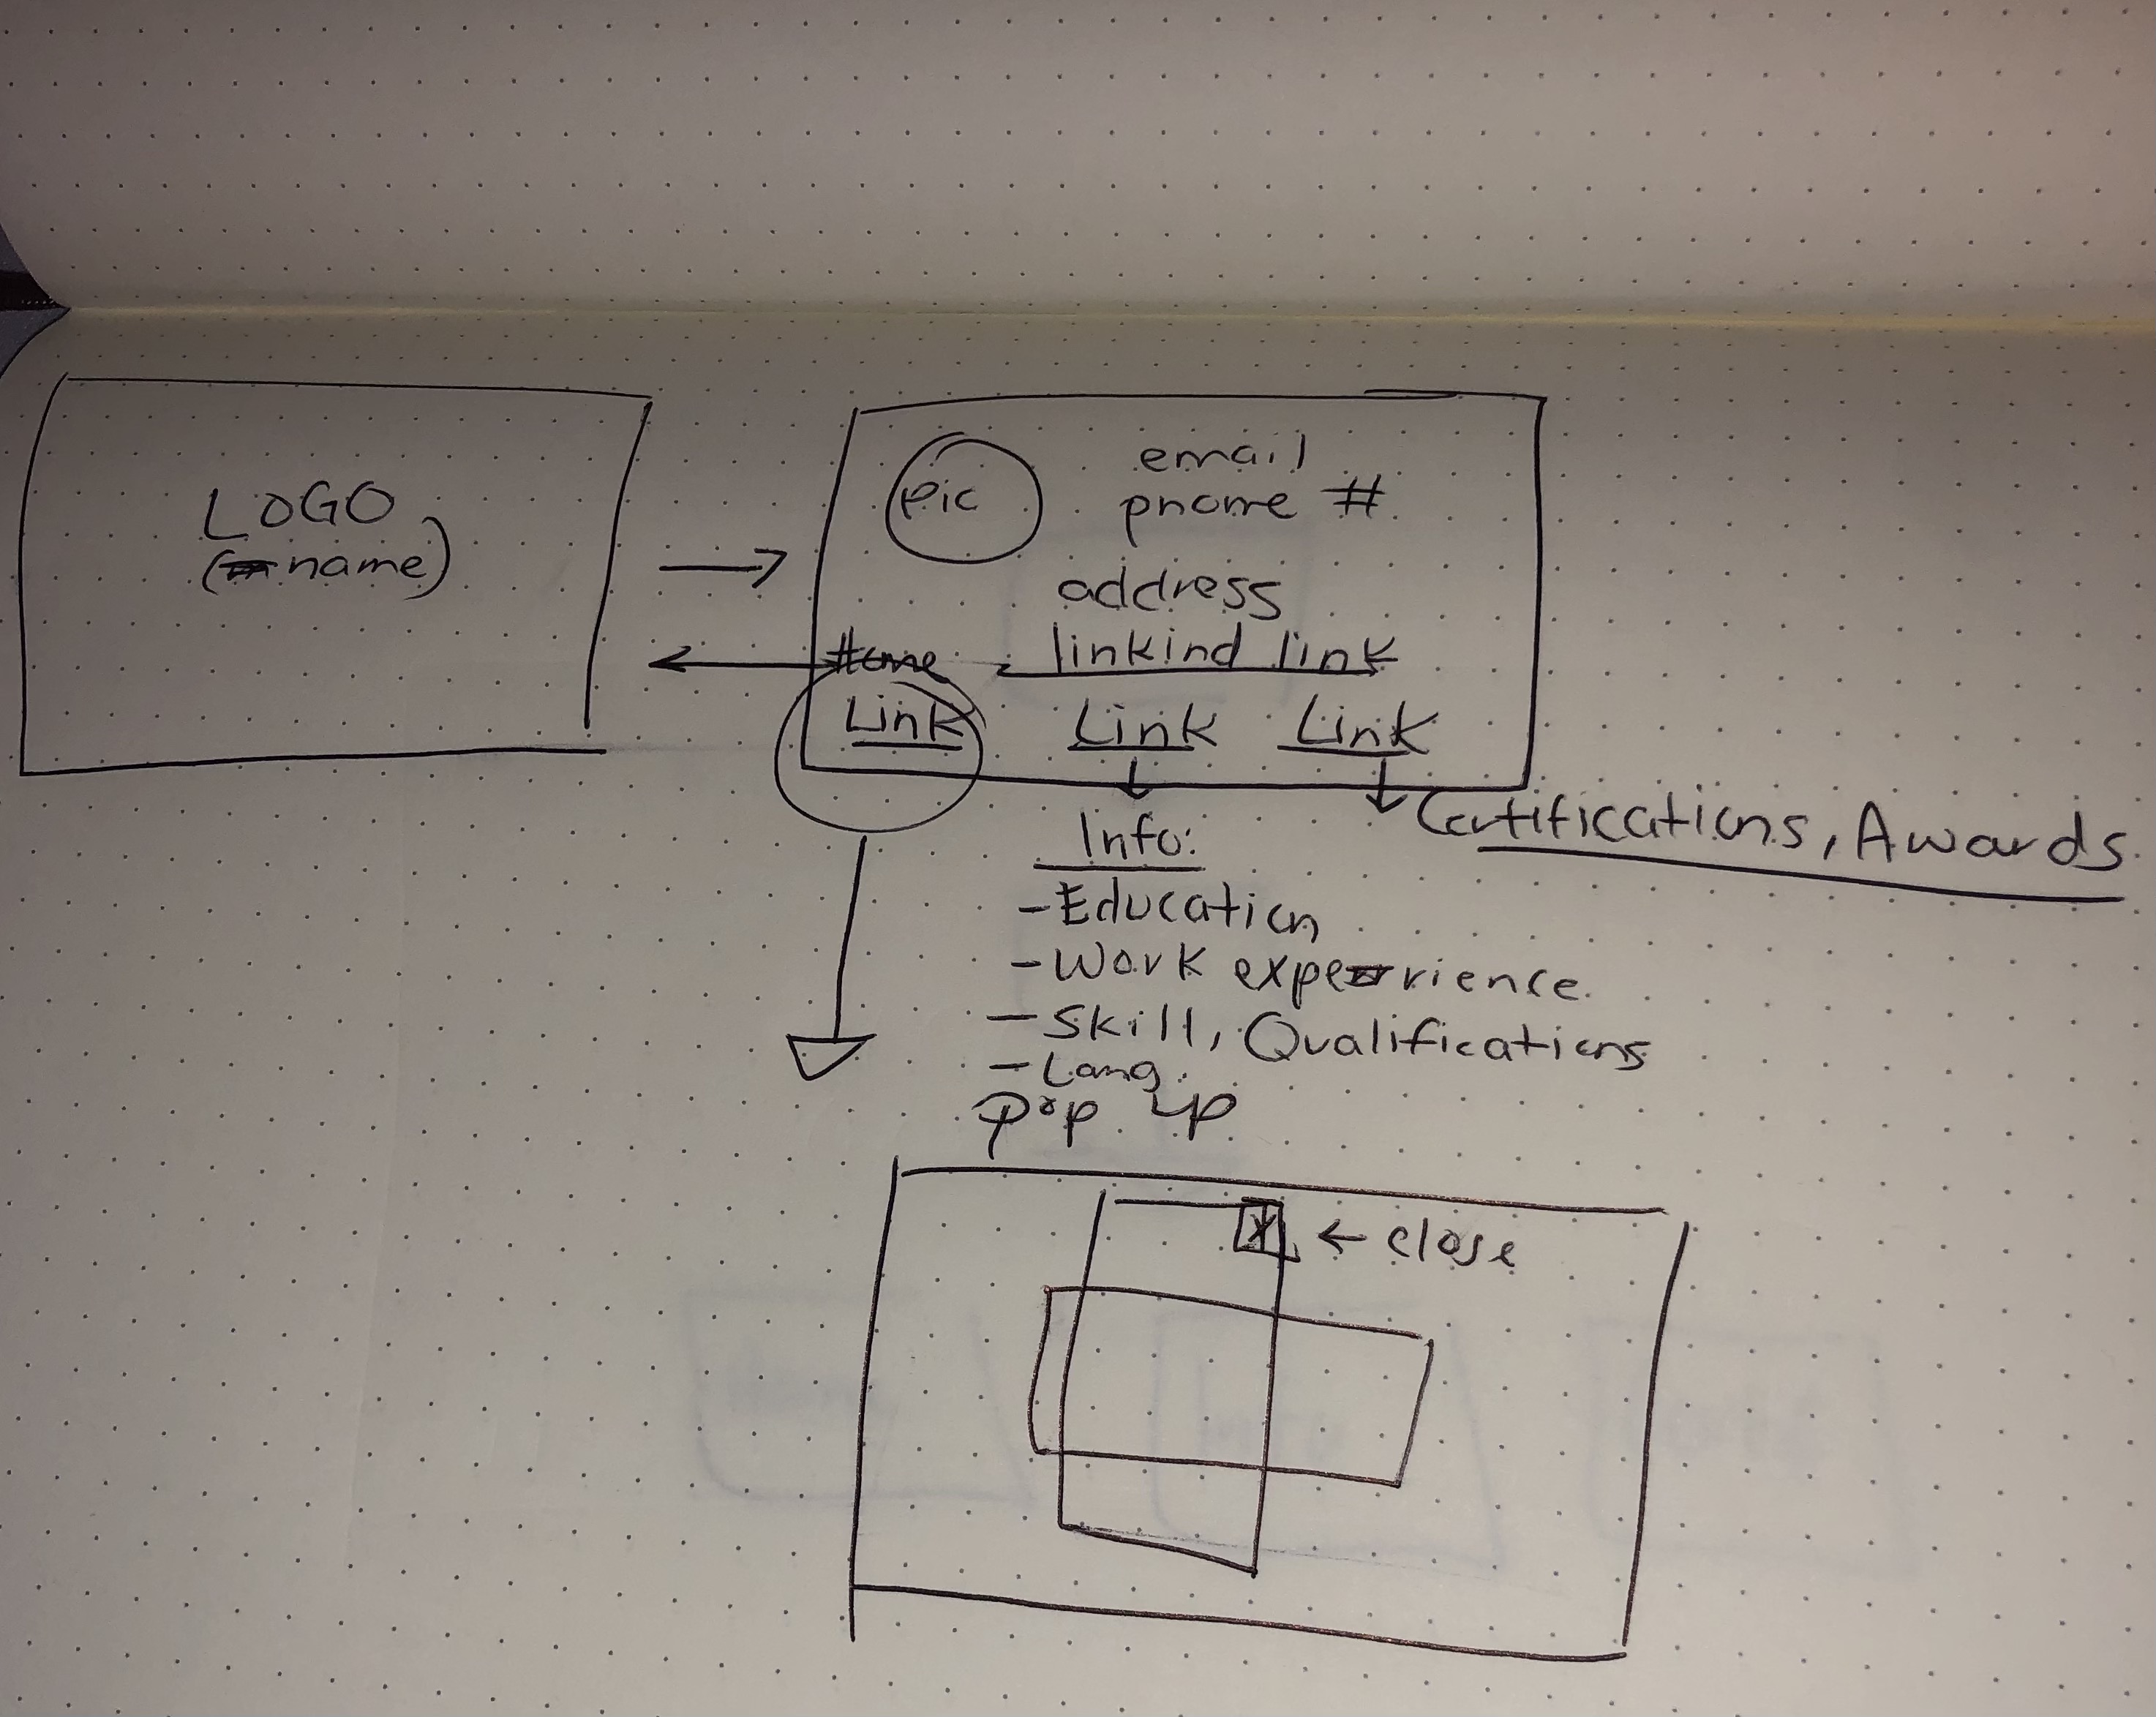 LOGO
(name)
pic
email
phone #
address
Home
linkind link
Link Link Link
Info:
Certifications, Awards
- Education
- Work experience
- Skill, Qualifications
- Lang.
Pop up
X ← close